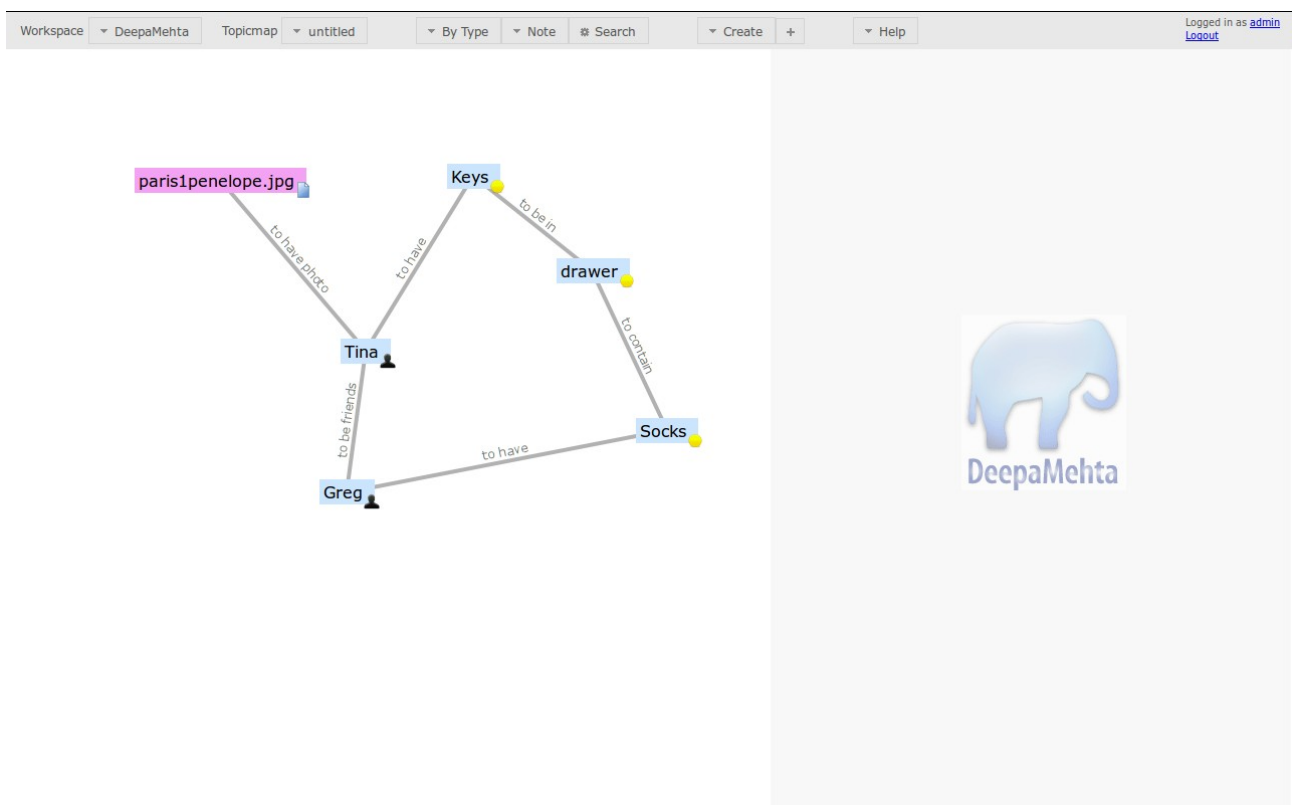 Workspace DeepaMehta Topicmap untitled By Type Note Search Create + Help
Logged in as admin
Logout
paris1penelope.jpg
Keys
to be in
to have photo
to have
drawer
to contain
Tina
to be friends
Socks
to have
Greg
DeepaMehta